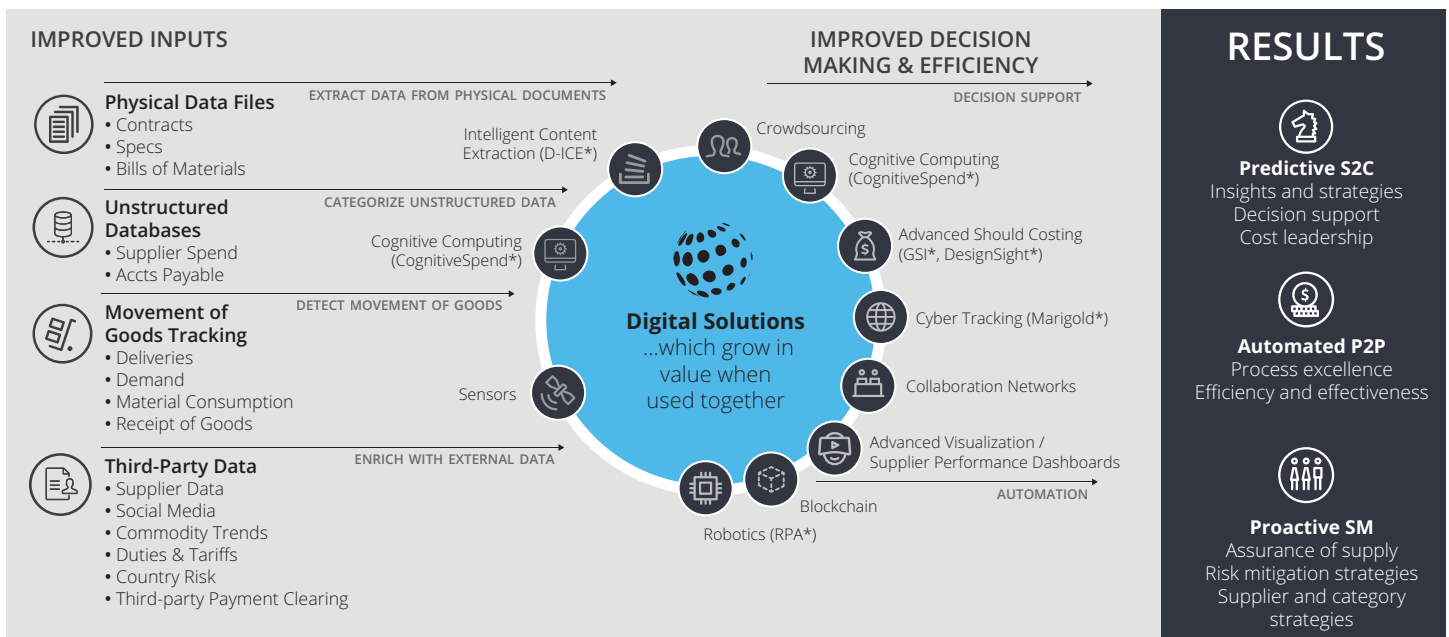 IMPROVED INPUTS
EXTRACT DATA FROM PHYSICAL DOCUMENTS
Physical Data Files
• Contracts
• Specs
• Bills of Materials
CATEGORIZE UNSTRUCTURED DATA
Unstructured
Databases
• Supplier Spend
• Accts Payable
DETECT MOVEMENT OF GOODS
Movement of
Goods Tracking
• Deliveries
• Demand
• Material Consumption
• Receipt of Goods
ENRICH WITH EXTERNAL DATA
Third-Party Data
• Supplier Data
• Social Media
• Commodity Trends
• Duties & Tariffs
• Country Risk
• Third-party Payment Clearing
Intelligent Content
Extraction (D-ICE*)
Cognitive Computing
(CognitiveSpend*)
Sensors
Digital Solutions
...which grow in
value when
used together
IMPROVED DECISION
MAKING & EFFICIENCY
DECISION SUPPORT
Crowdsourcing
Cognitive Computing
(CognitiveSpend*)
$
Advanced Should Costing
(GSI*, DesignSight*)
Cyber Tracking (Marigold*)
Collaboration Networks
Advanced Visualization /
Supplier Performance Dashboards
AUTOMATION
Blockchain
Robotics (RPA*)
RESULTS
Predictive S2C
Insights and strategies
Decision support
Cost leadership
$
Automated P2P
Process excellence
Efficiency and effectiveness
Proactive SM
Assurance of supply
Risk mitigation strategies
Supplier and category
strategies